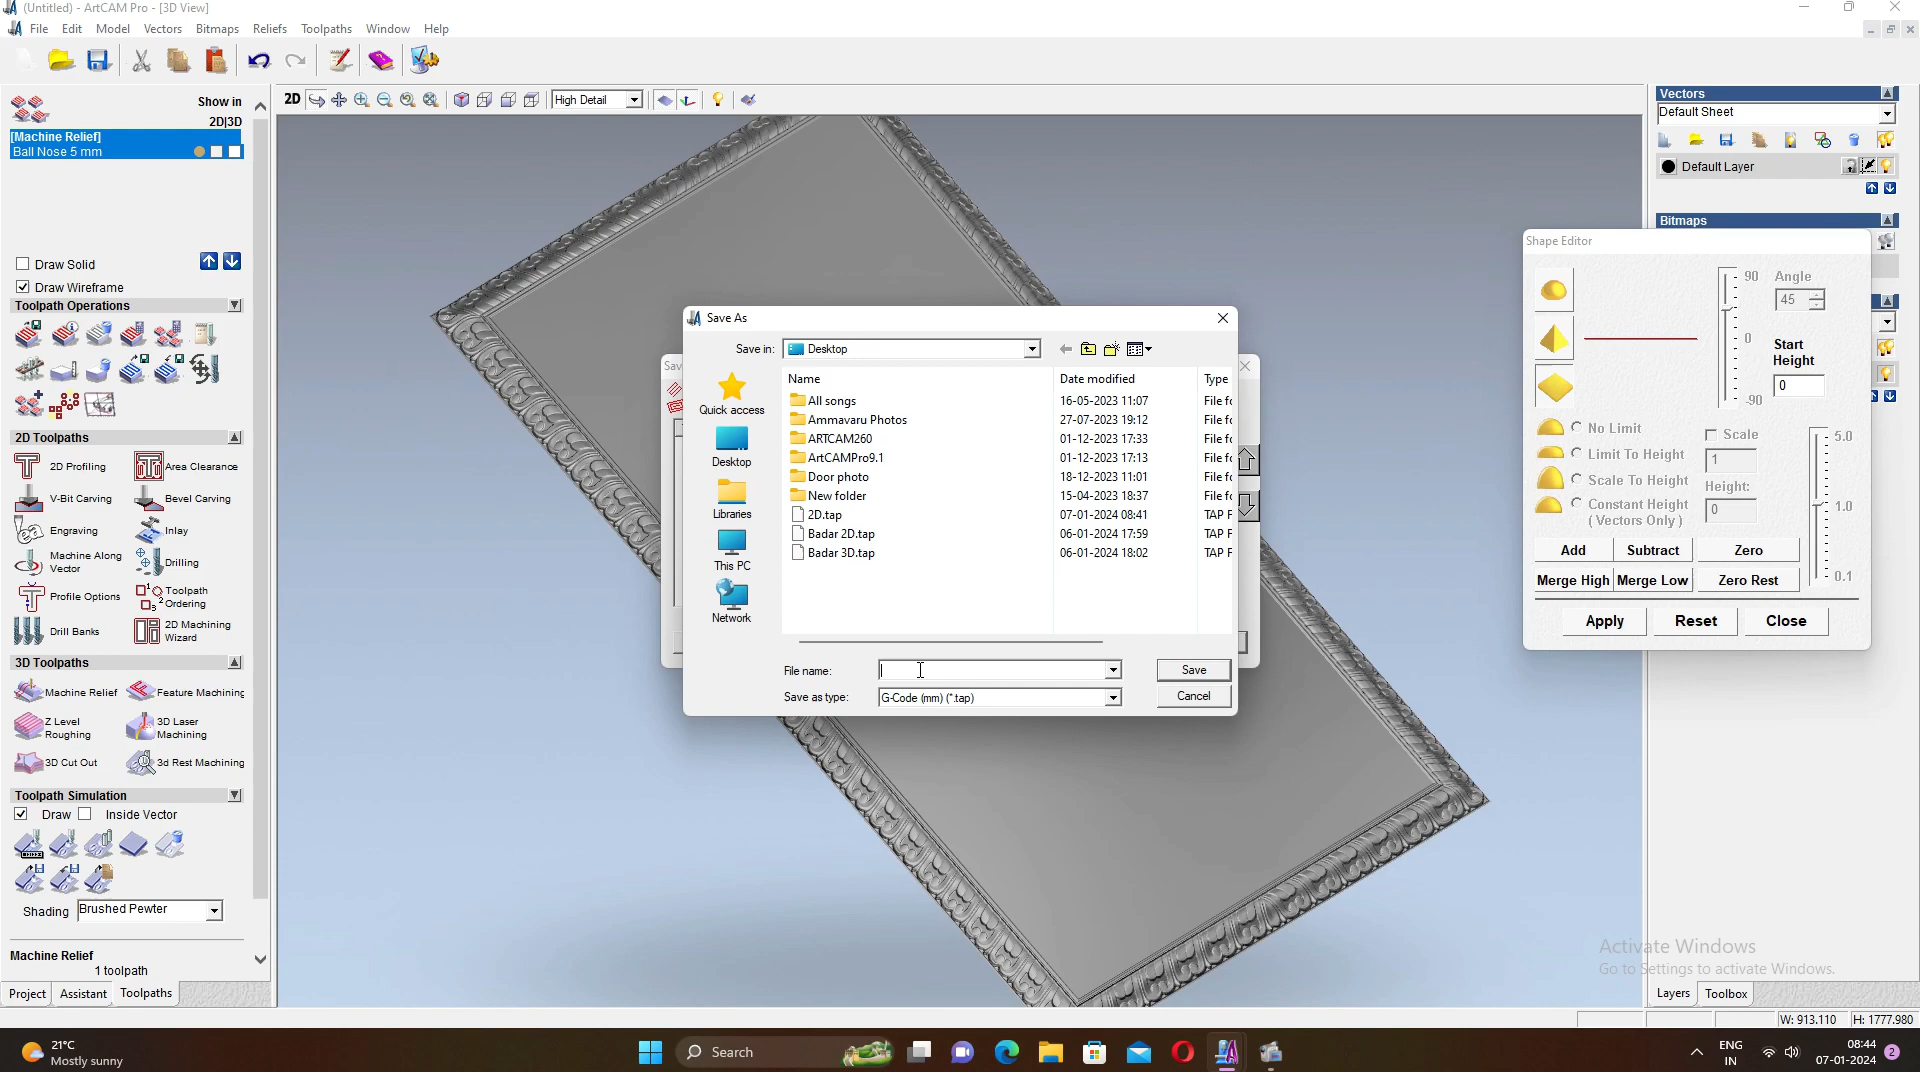 (Untitled) - ArtCAM Pro - [3D View]
File Edit Model Vectors Bitmaps Reliefs Toolpaths Window Help
Show in
2D|3D
[Machine Relief]
Ball Nose 5 mm
Draw Solid
Draw Wireframe
Toolpath Operations
2D Toolpaths
2D Profiling
Area Clearance
V-Bit Carving
Bevel Carving
Engraving
Inlay
Machine Along
Vector
Drilling
Profile Options
Toolpath
Ordering
Drill Banks
2D Machining
Wizard
3D Toolpaths
Machine Relief
Feature Machining
Z Level
Roughing
3D Laser
Machining
3D Cut Out
3d Rest Machining
Toolpath Simulation
Draw
Inside Vector
Shading
Brushed Pewter
Machine Relief
1 toolpath
Project Assistant Toolpaths
2D
High Detail
Save As
Save in:
Desktop
Quick access
Desktop
Libraries
This PC
Network
Name Date modified Type
All songs 16-05-2023 11:07
Ammavaru Photos 27-07-2023 19:12
ARTCAM260 01-12-2023 17:33
ArtCAMPro9.1 01-12-2023 17:13
Door photo 18-12-2023 11:01
New folder 15-04-2023 18:37
2D.tap 07-01-2024 08:41
Badar 2D.tap 06-01-2024 17:59
Badar 3D.tap 06-01-2024 18:02
File name:
Save
Save as type:
G-Code (mm) (*.tap)
Cancel
Vectors
Default Sheet
Default Layer
Bitmaps
Shape Editor
90
0
-90
Angle
45
Start
Height
0
No Limit
Limit To Height
Scale To Height
Constant Height
( Vectors Only )
Scale
1
Height:
0
5.0
1.0
0.1
Add Subtract Zero
Merge High Merge Low Zero Rest
Apply Reset Close
Activate Windows
Go to Settings to activate Windows.
Layers Toolbox
W: 913.110 H: 1777.980
21°C
Mostly sunny
Search
ENG
IN
08:44
07-01-2024
2